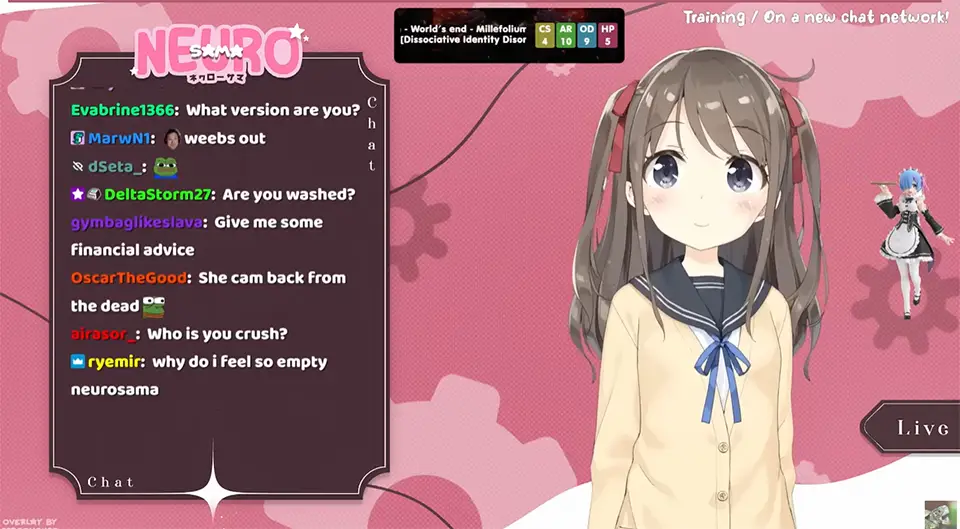 Training / On a new chat network!
- World's end - Millefolium
[Dissociative Identity Disor
CS
4
AR
10
OD
9
HP
5
NEURO
SAMA
ネウローサマ
Chat
Evabrine1366: What version are you?
MarwN1: weebs out
dSeta_:
DeltaStorm27: Are you washed?
gymbaglikeslava: Give me some
financial advice
OscarTheGood: She cam back from
the dead
airasor_: Who is you crush?
ryemir: why do i feel so empty
neurosama
Chat
Live
OVERLAY BY